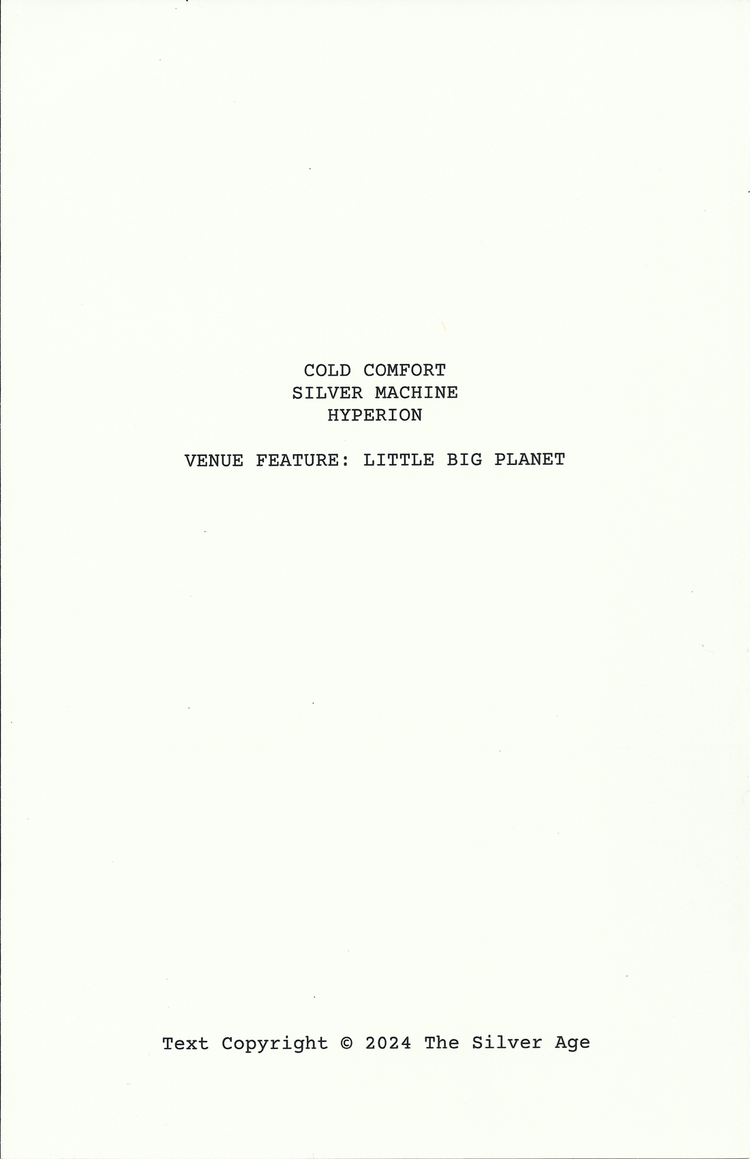 COLD COMFORT
SILVER MACHINE
HYPERION
VENUE FEATURE: LITTLE BIG PLANET
Text Copyright © 2024 The Silver Age